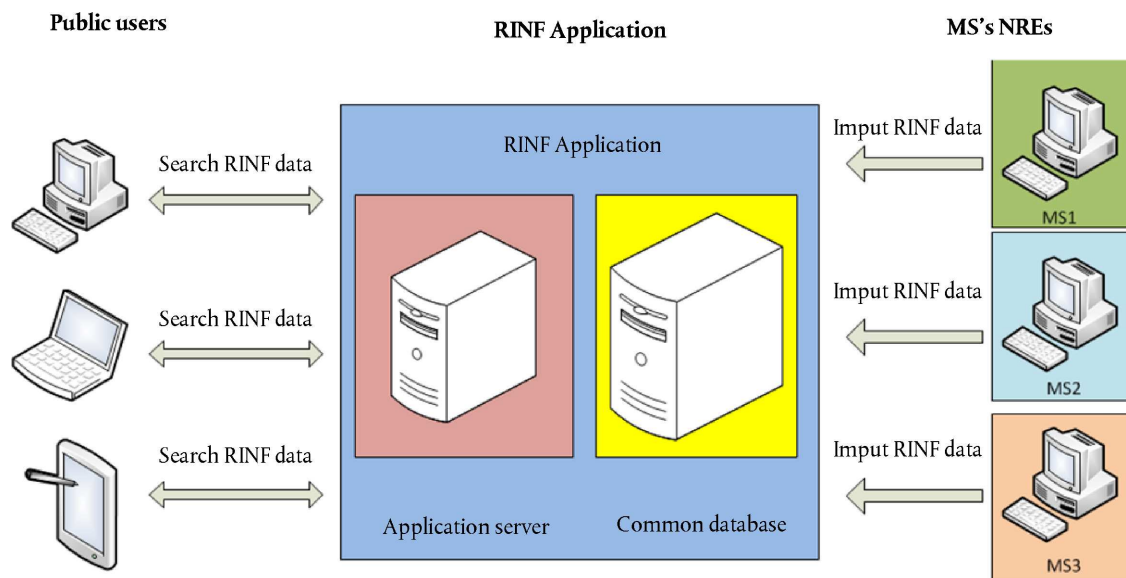 Public users
RINF Application
MS's NREs
Search RINF data
Search RINF data
Search RINF data
RINF Application
Application server
Common database
Imput RINF data
MS1
Imput RINF data
MS2
Imput RINF data
MS3